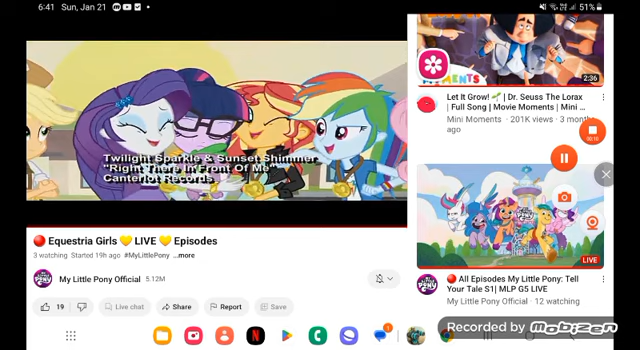 6:41 Sun, Jan 21
51%
Twilight Sparkle & Sunset Shimmer
"Right There In Front Of Me"
Canterlot Records
🔴 Equestria Girls 💛 LIVE 💛 Episodes
3 watching Started 19h ago #MyLittlePony ...more
My Little Pony Official 5.12M
19
Live chat
Share
Report
Save
MOMENTS
2:36
Let It Grow! 🌱 | Dr. Seuss The Lorax
| Full Song | Movie Moments | Mini ...
Mini Moments · 201K views · 3 months
ago
00:16
LIVE
🔴 All Episodes My Little Pony: Tell
Your Tale S1| MLP G5 LIVE
My Little Pony Official · 12 watching
Recorded by Mobizen